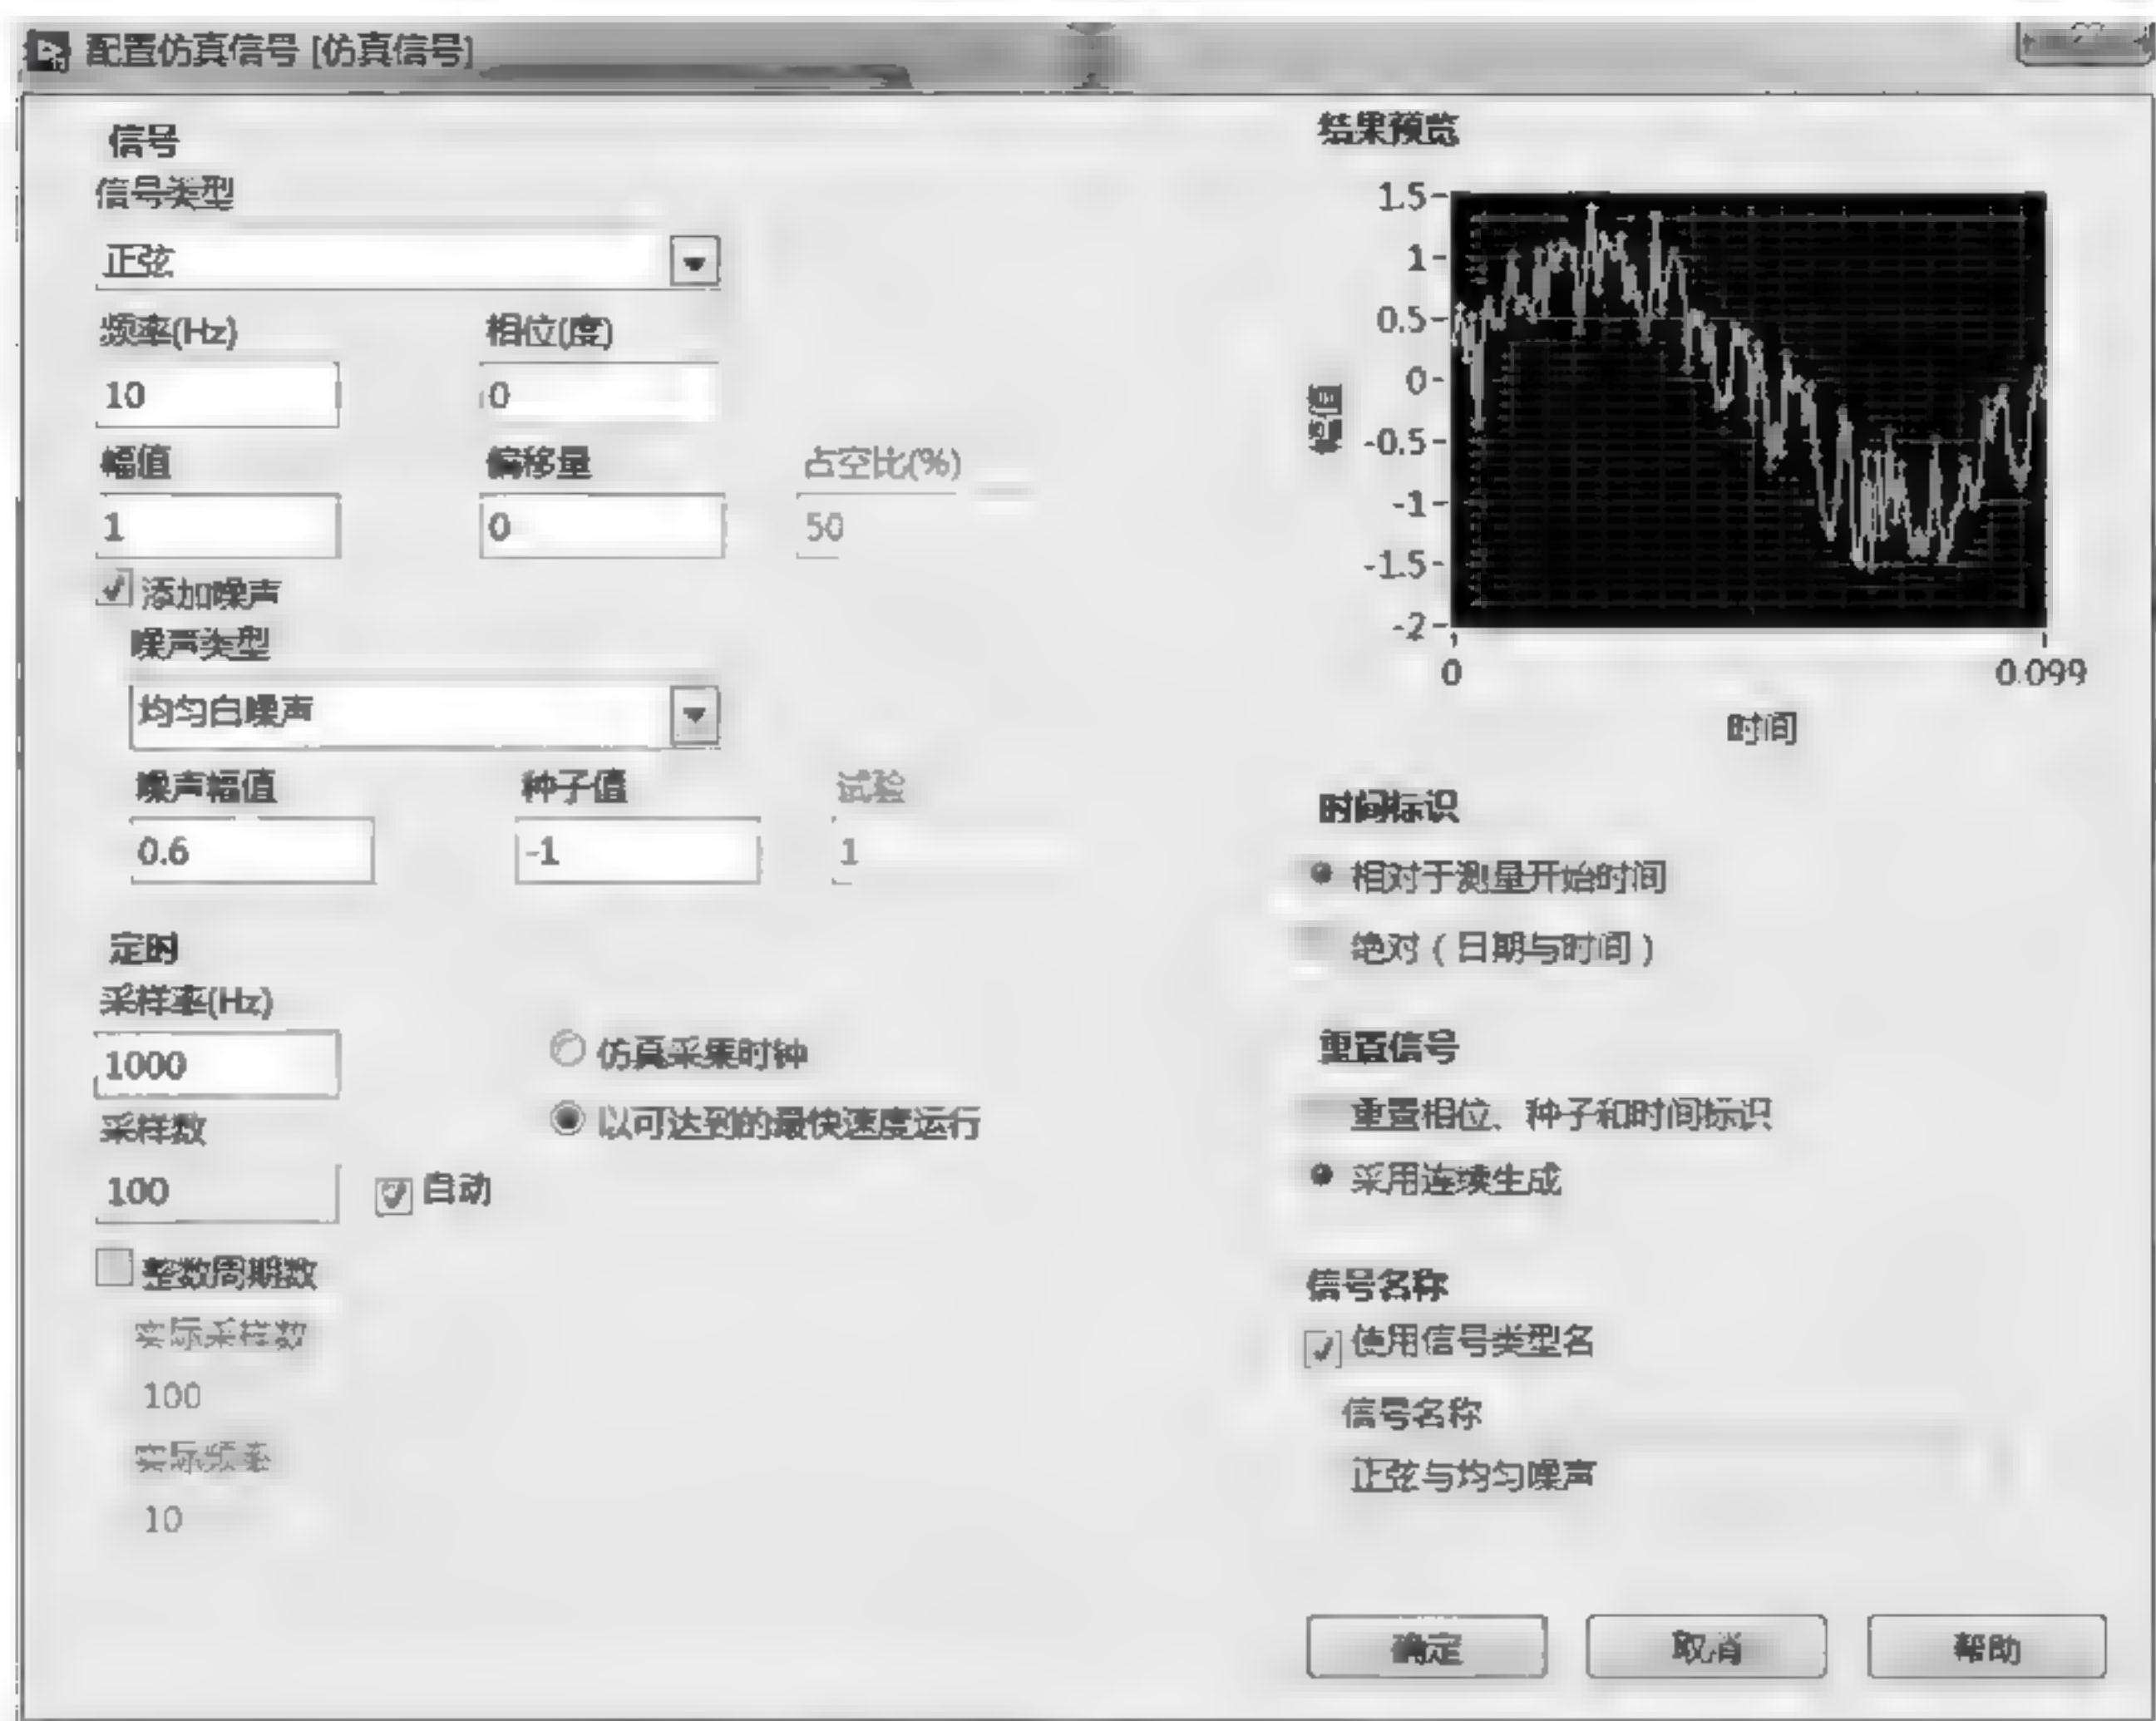 配置仿真信号 [仿真信号]
信号
信号类型
正弦
频率(Hz) 相位(度)
10 0
幅值 偏移量 占空比(%)
1 0 50
添加噪声
噪声类型
均匀白噪声
噪声幅值 种子值 试验
0.6 -1 1
定时
采样率(Hz)
1000 仿真采集时钟
采样数 以可达到的最快速度运行
100 自动
整数周期数
实际采样数
100
实际频率
10
结果预览
1.5
1
0.5
0
-0.5
-1
-1.5
-2
幅值
0 0.099
时间
时间标识
相对于测量开始时间
绝对(日期与时间)
重置信号
重置相位、种子和时间标识
采用连续生成
信号名称
使用信号类型名
信号名称
正弦与均匀噪声
确定 取消 帮助